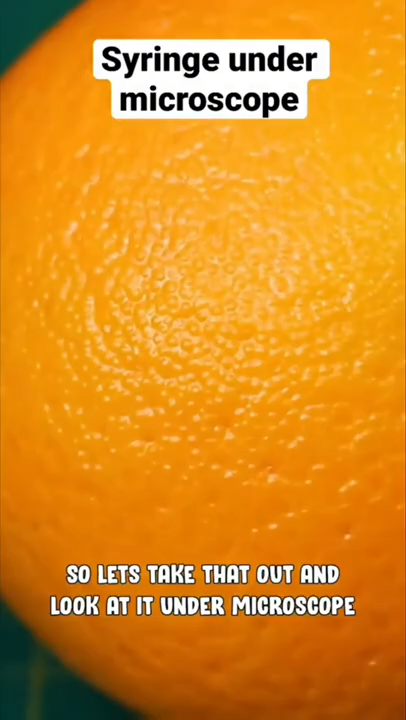 Syringe under
microscope
SO LETS TAKE THAT OUT AND
LOOK AT IT UNDER MICROSCOPE